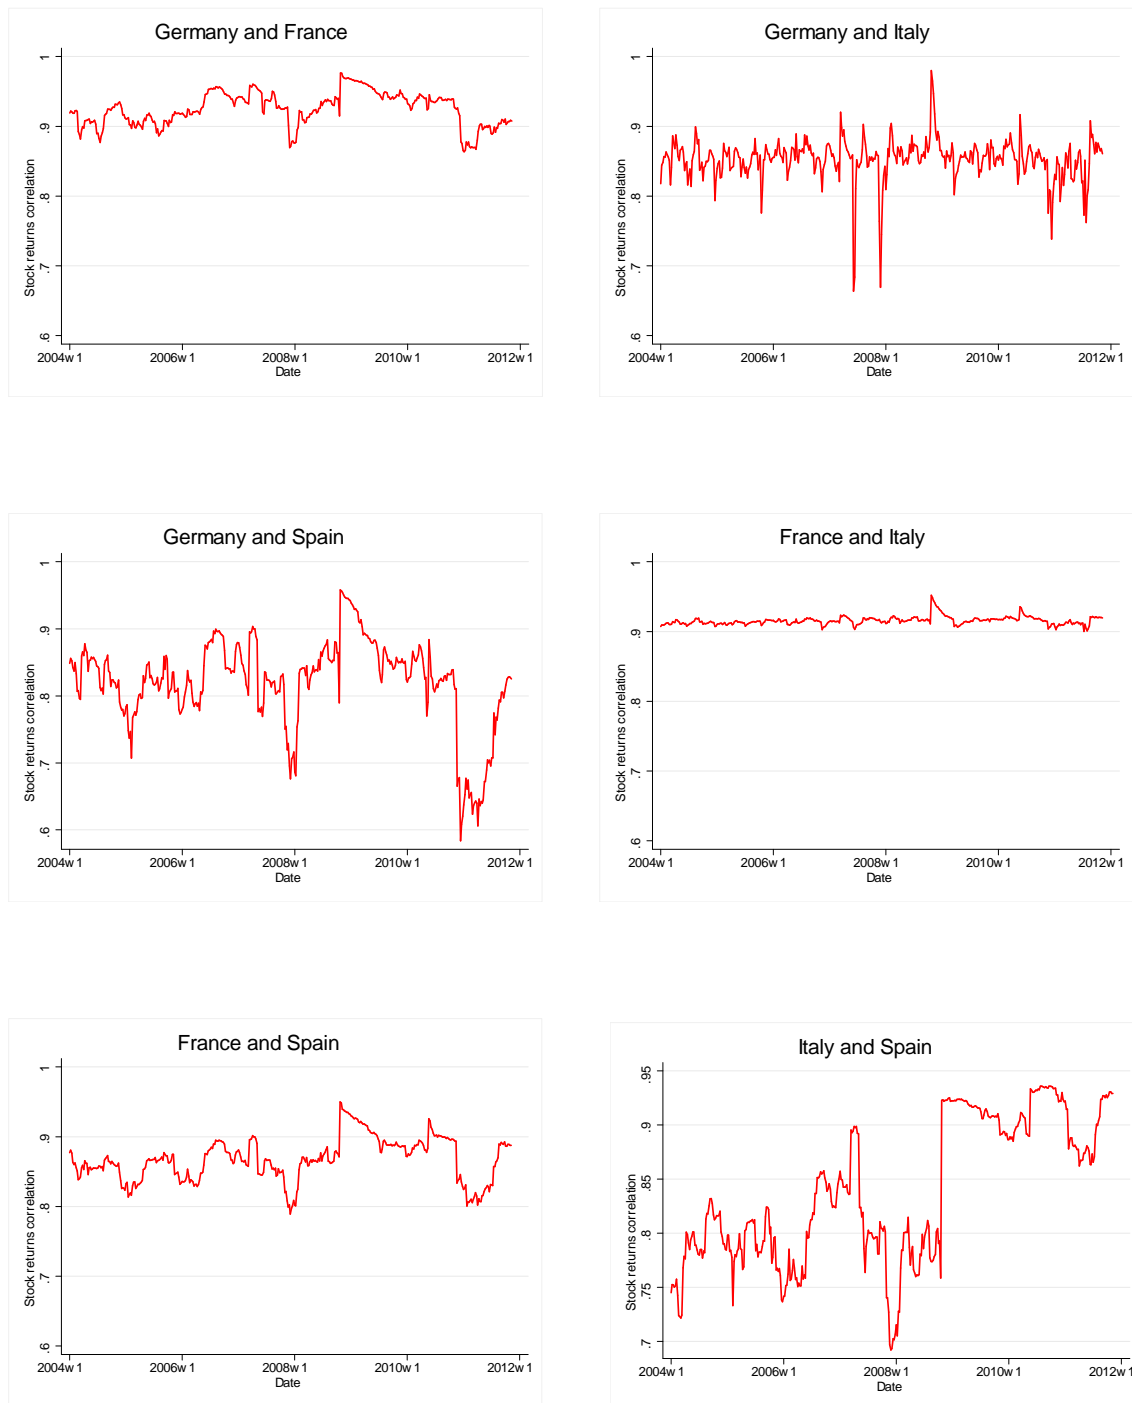 Germany and France
Stock returns correlation
1
.9
.8
.7
.6
2004w1 2006w1 2008w1 2010w1 2012w1
Date
Germany and Italy
Stock returns correlation
1
.9
.8
.7
.6
2004w1 2006w1 2008w1 2010w1 2012w1
Date
Germany and Spain
Stock returns correlation
1
.9
.8
.7
.6
2004w1 2006w1 2008w1 2010w1 2012w1
Date
France and Italy
Stock returns correlation
1
.9
.8
.7
.6
2004w1 2006w1 2008w1 2010w1 2012w1
Date
France and Spain
Stock returns correlation
1
.9
.8
.7
.6
2004w1 2006w1 2008w1 2010w1 2012w1
Date
Italy and Spain
Stock returns correlation
.95
.9
.85
.8
.75
.7
2004w1 2006w1 2008w1 2010w1 2012w1
Date